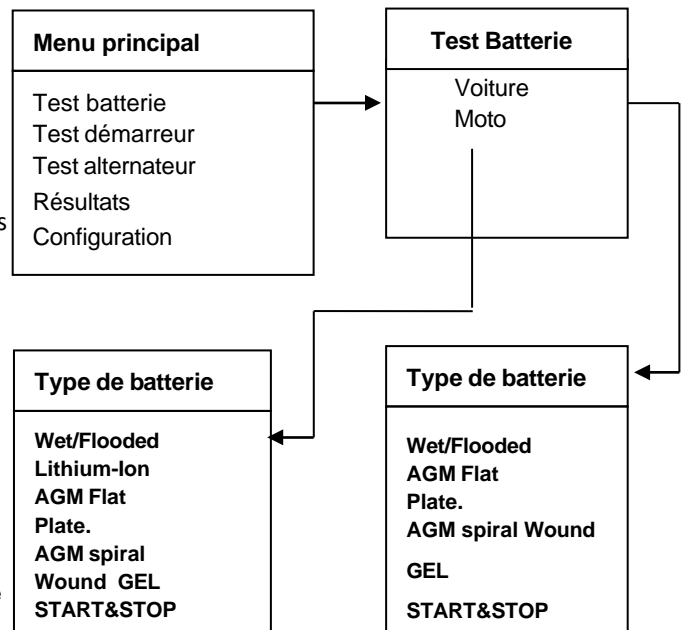 Menu principal
Test batterie
Test démarreur
Test alternateur
Résultats
Configuration
Test Batterie
Voiture
Moto
s
Type de batterie
Wet/Flooded
Lithium-Ion
AGM Flat
Plate.
AGM spiral
Wound GEL
START&STOP
Type de batterie
Wet/Flooded
AGM Flat
Plate.
AGM spiral Wound
GEL
START&STOP